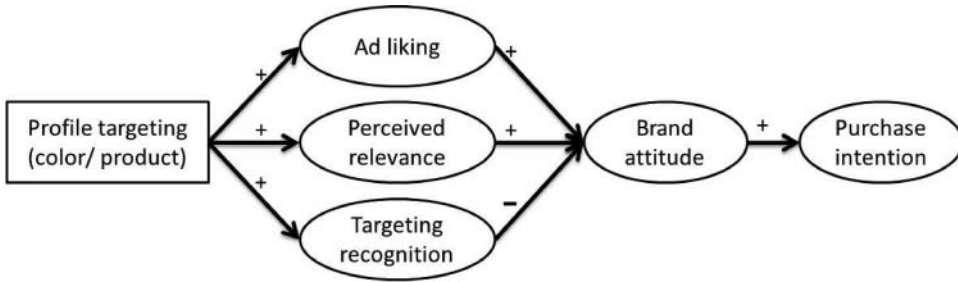 Profile targeting
(color/ product)
+
+
+
Ad liking
Perceived
relevance
Targeting
recognition
+
+
–
Brand
attitude
+
Purchase
intention